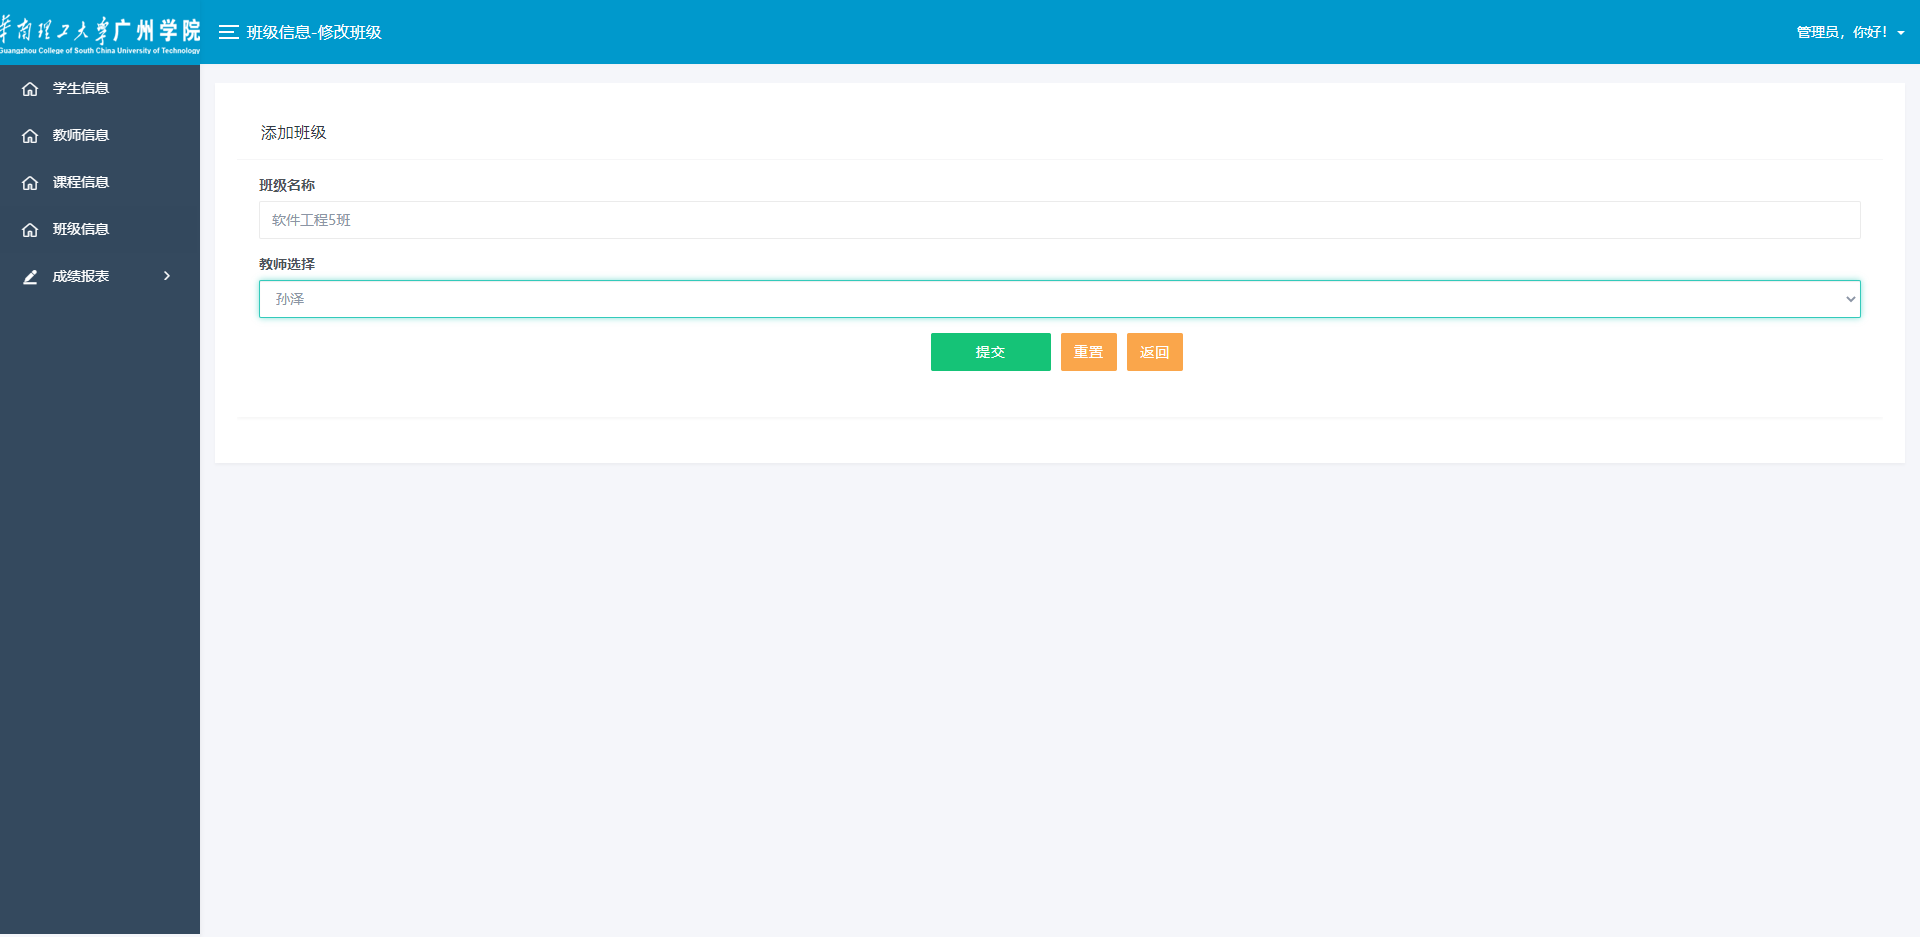 华南理工大学广州学院
Guangzhou College of South China University of Technology
班级信息-修改班级
管理员，你好！
学生信息
教师信息
课程信息
班级信息
成绩报表
添加班级
班级名称
软件工程5班
教师选择
孙泽
提交 重置 返回